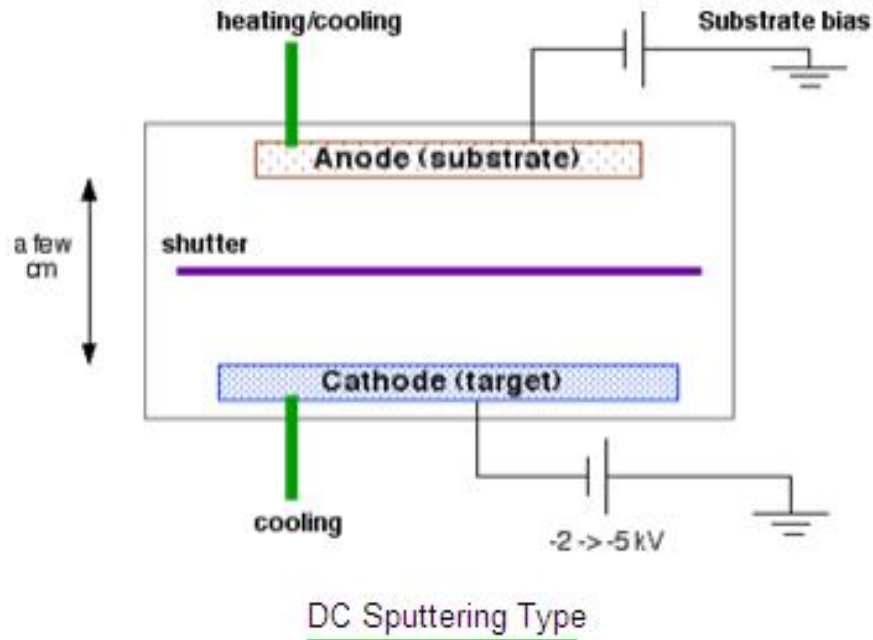 heating/cooling
Substrate bias
Anode (substrate)
a few
cm
shutter
Cathode (target)
cooling
-2 -> -5 kV
DC Sputtering Type